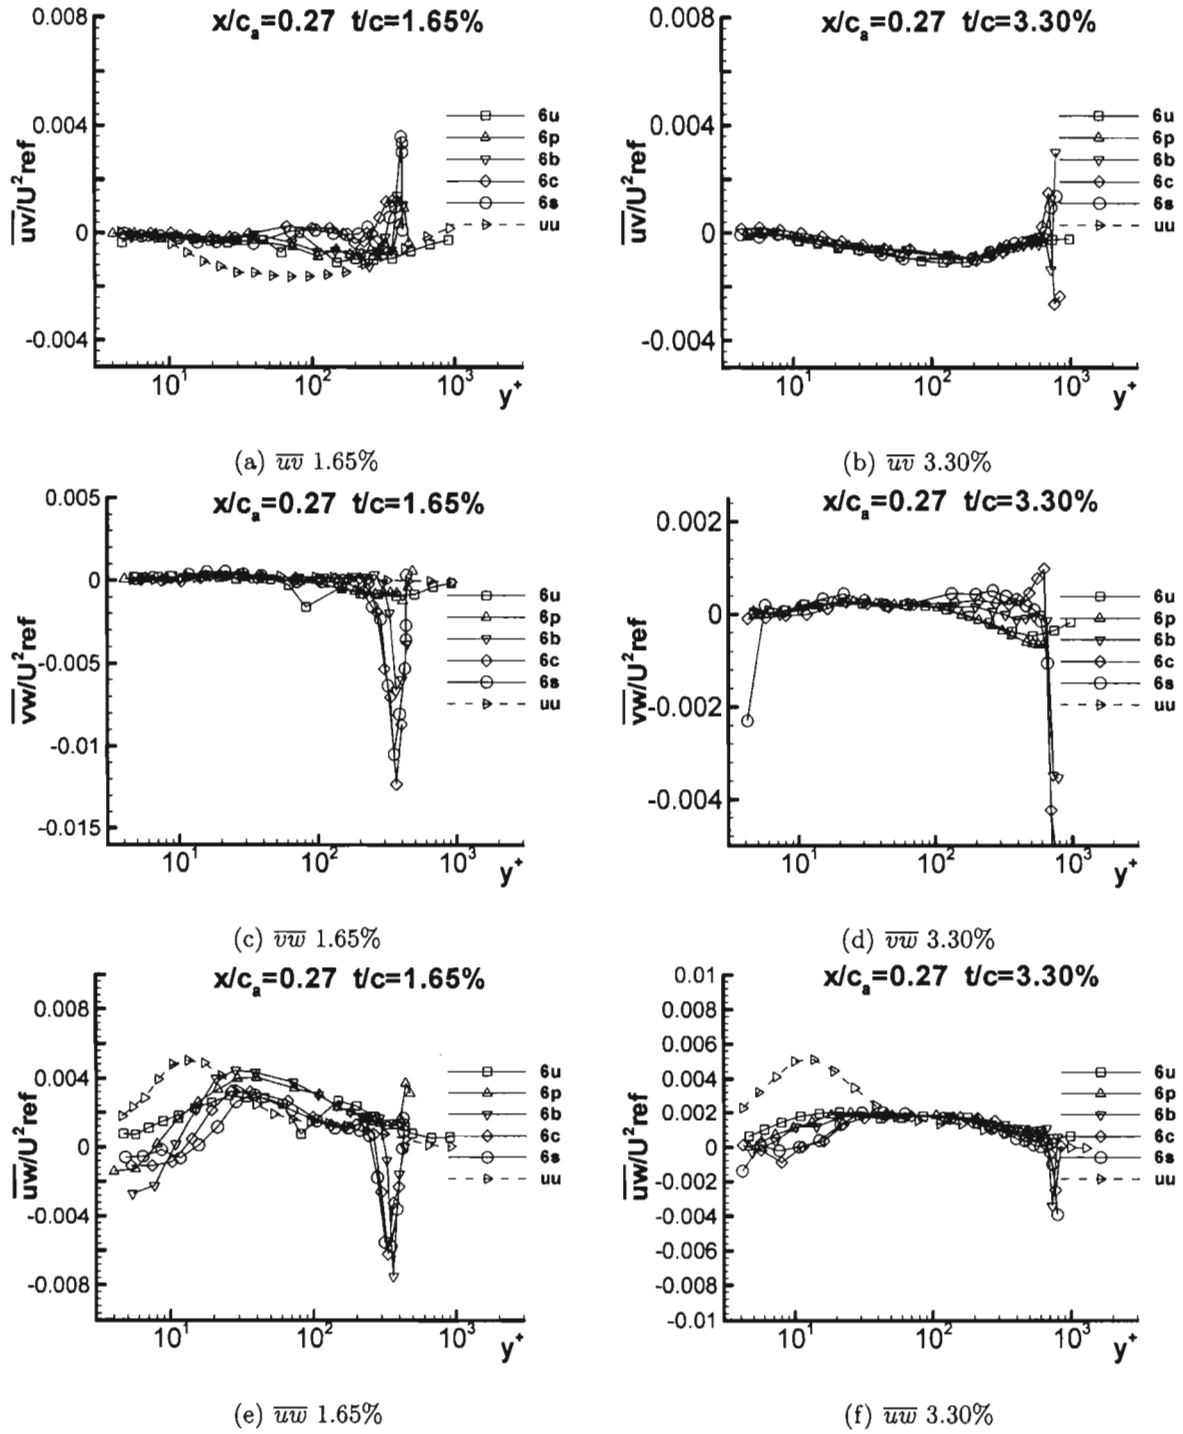 x/cₐ=0.27 t/c=1.65%
0.008
0.004
0
-0.004
uv/U²ref
6u
6p
6b
6c
6s
uu
10¹ 10² 10³
y⁺
(a) uv 1.65%
x/cₐ=0.27 t/c=3.30%
0.008
0.004
0
-0.004
uv/U²ref
6u
6p
6b
6c
6s
uu
10¹ 10² 10³
y⁺
(b) uv 3.30%
x/cₐ=0.27 t/c=1.65%
0.005
0
-0.005
-0.01
-0.015
vw/U²ref
6u
6p
6b
6c
6s
uu
10¹ 10² 10³
y⁺
(c) vw 1.65%
x/cₐ=0.27 t/c=3.30%
0.002
0
-0.002
-0.004
vw/U²ref
6u
6p
6b
6c
6s
uu
10¹ 10² 10³
y⁺
(d) vw 3.30%
x/cₐ=0.27 t/c=1.65%
0.008
0.004
0
-0.004
-0.008
uw/U²ref
6u
6p
6b
6c
6s
uu
10¹ 10² 10³
y⁺
(e) uw 1.65%
x/cₐ=0.27 t/c=3.30%
0.01
0.008
0.006
0.004
0.002
0
-0.002
-0.004
-0.006
-0.008
-0.01
uw/U²ref
6u
6p
6b
6c
6s
uu
10¹ 10² 10³
y⁺
(f) uw 3.30%